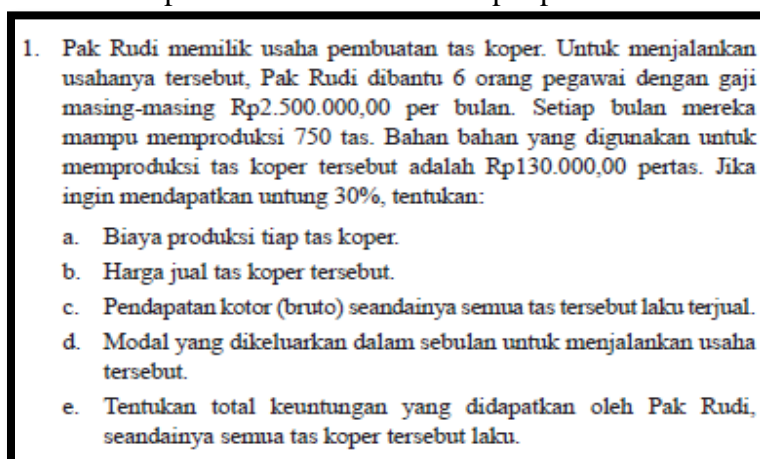 1. Pak Rudi memilik usaha pembuatan tas koper. Untuk menjalankan
usahanya tersebut, Pak Rudi dibantu 6 orang pegawai dengan gaji
masing-masing Rp2.500.000,00 per bulan. Setiap bulan mereka
mampu memproduksi 750 tas. Bahan bahan yang digunakan untuk
memproduksi tas koper tersebut adalah Rp130.000,00 pertas. Jika
ingin mendapatkan untung 30%, tentukan:
a. Biaya produksi tiap tas koper.
b. Harga jual tas koper tersebut.
c. Pendapatan kotor (bruto) seandainya semua tas tersebut laku terjual.
d. Modal yang dikeluarkan dalam sebulan untuk menjalankan usaha
tersebut.
e. Tentukan total keuntungan yang didapatkan oleh Pak Rudi,
seandainya semua tas koper tersebut laku.